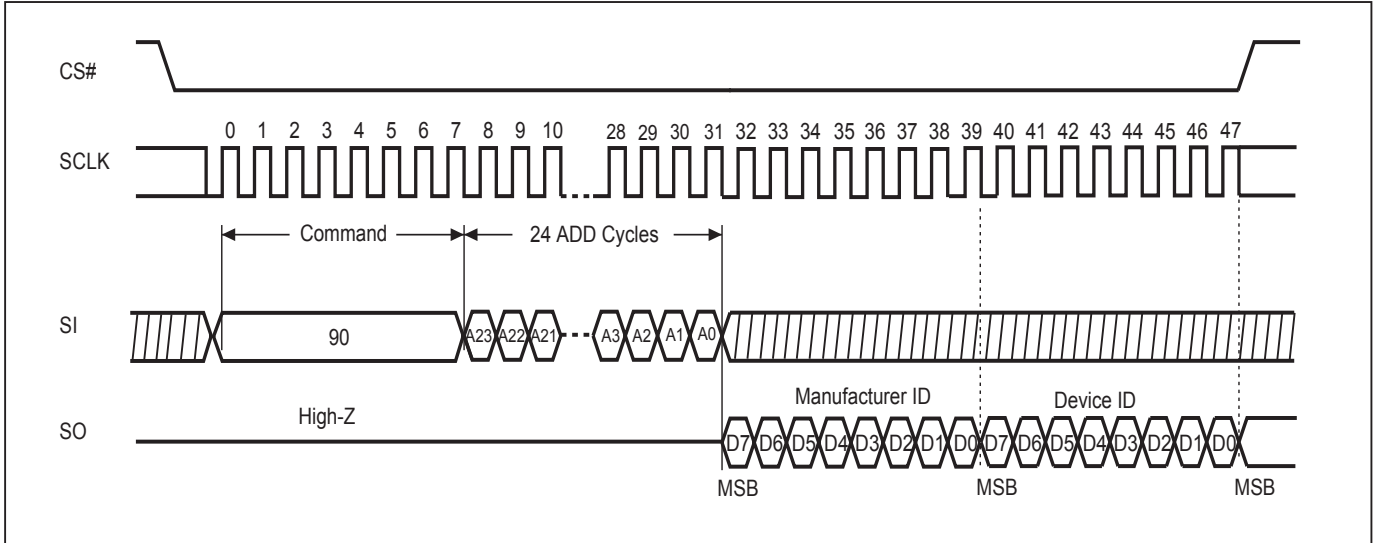 CS#
0 1 2 3 4 5 6 7 8 9 10 28 29 30 31 32 33 34 35 36 37 38 39 40 41 42 43 44 45 46 47
SCLK
Command 24 ADD Cycles
SI 90 A23 A22 A21 A3 A2 A1 A0
Manufacturer ID Device ID
High-Z
SO D7 D6 D5 D4 D3 D2 D1 D0 D7 D6 D5 D4 D3 D2 D1 D0
MSB MSB MSB